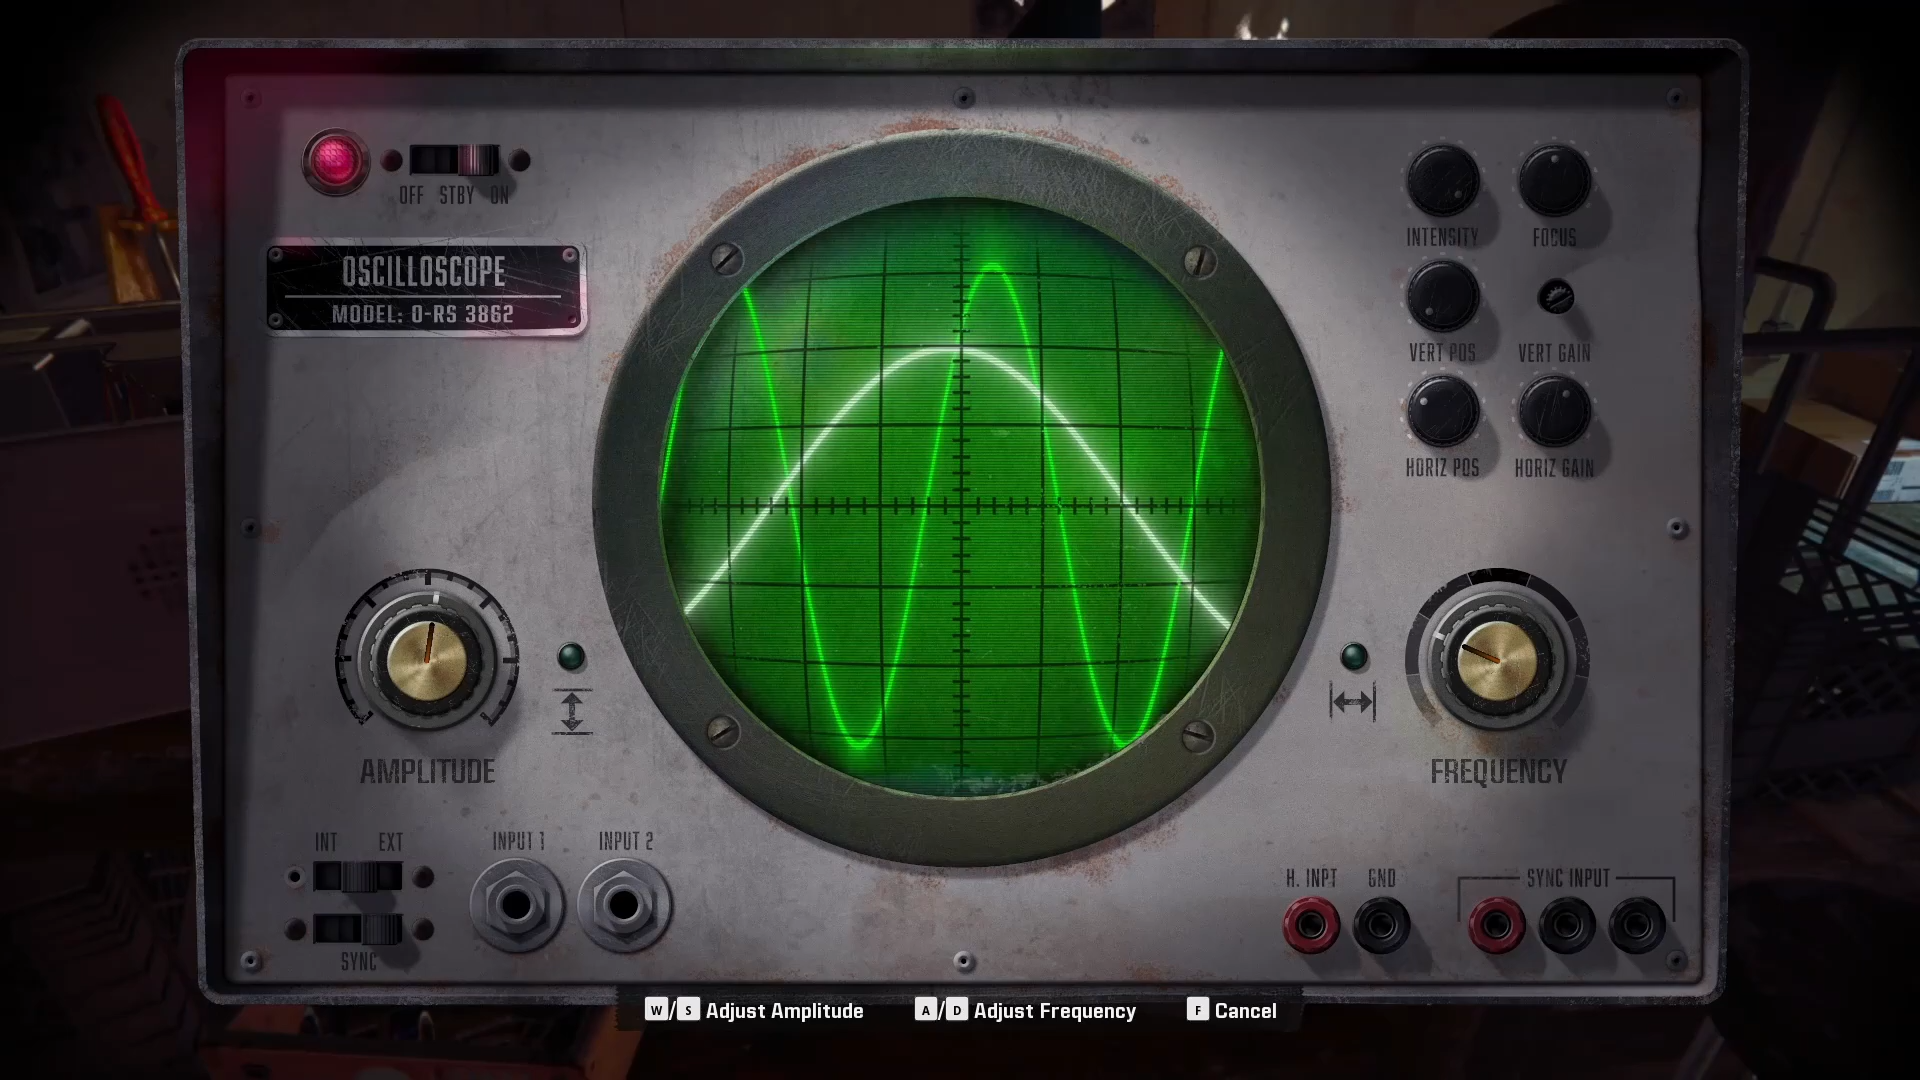 OFF STBY ON
OSCILLOSCOPE
MODEL: O-RS 3862
INTENSITY
FOCUS
VERT POS
VERT GAIN
HORIZ POS
HORIZ GAIN
AMPLITUDE
FREQUENCY
INT
EXT
SYNC
INPUT 1
INPUT 2
H. INPT
GND
SYNC INPUT
W/S Adjust Amplitude
A/D Adjust Frequency
F Cancel